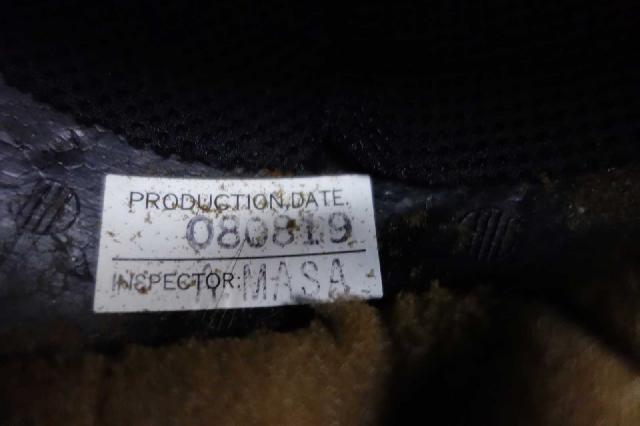 PRODUCTION.DATE.
080819
INSPECTOR: A MASA